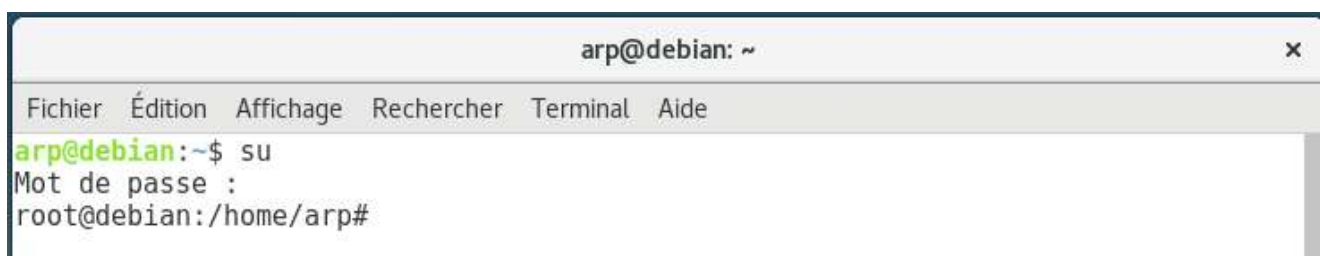 arp@debian: ~ ×
Fichier Édition Affichage Rechercher Terminal Aide
arp@debian:~$ su
Mot de passe :
root@debian:/home/arp#